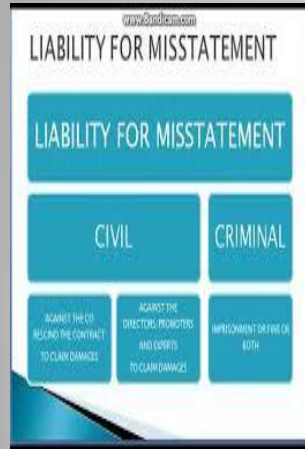 www.Bandicam.com
LIABILITY FOR MISSTATEMENT
LIABILITY FOR MISSTATEMENT
CIVIL
CRIMINAL
AGAINST THE CO
RESCIND THE CONTRACT
TO CLAIM DAMAGES
AGAINST THE
DIRECTORS/PROMOTERS
AND EXPERTS
TO CLAIM DAMAGES
IMPRISONMENT OR FINE OR
BOTH